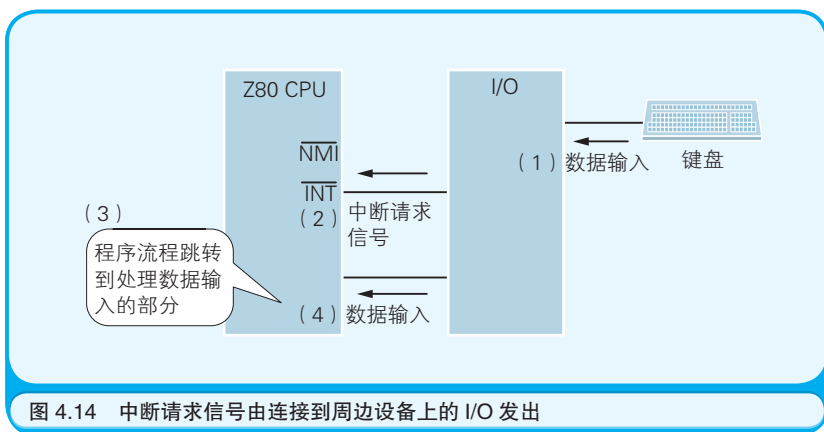 Z80 CPU
I/O
NMI
(1)数据输入
键盘
INT
(2)
中断请求
信号
(3)
程序流程跳转
到处理数据输
入的部分
(4)数据输入
图 4.14 中断请求信号由连接到周边设备上的 I/O 发出